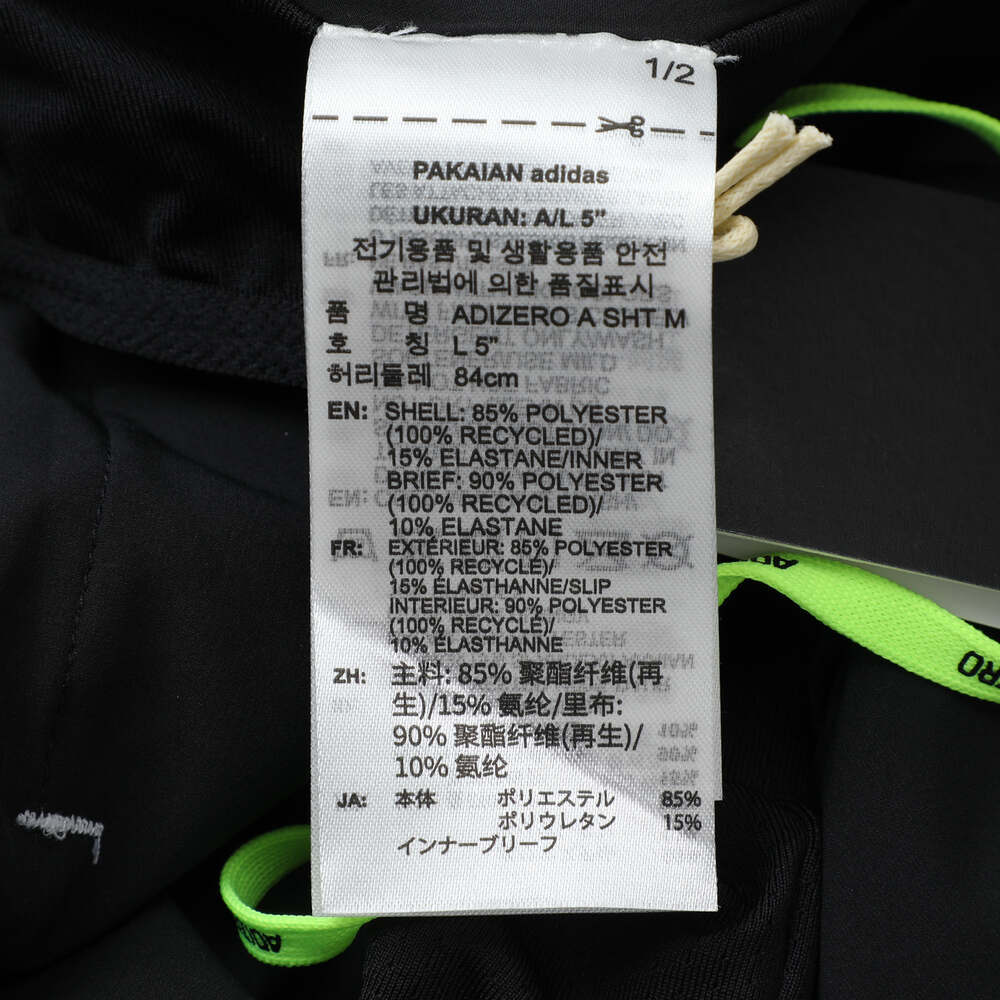 1/2
PAKAIAN adidas
UKURAN: A/L 5”
전기용품 및 생활용품 안전
관리법에 의한 품질표시
품 명 ADIZERO A SHT M
호 칭 L 5”
허리둘레 84cm
EN: SHELL: 85% POLYESTER
(100% RECYCLED)/
15% ELASTANE/INNER
BRIEF: 90% POLYESTER
(100% RECYCLED)/
10% ELASTANE
FR: EXTÉRIEUR: 85% POLYESTER
(100% RECYCLÉ)/
15% ÉLASTHANNE/SLIP
INTERIEUR: 90% POLYESTER
(100% RECYCLÉ)/
10% ÉLASTHANNE
ZH: 主料: 85% 聚酯纤维(再
生)/15% 氨纶/里布:
90% 聚酯纤维(再生)/
10% 氨纶
JA: 本体 ポリエステル 85%
ポリウレタン 15%
インナーブリーフ